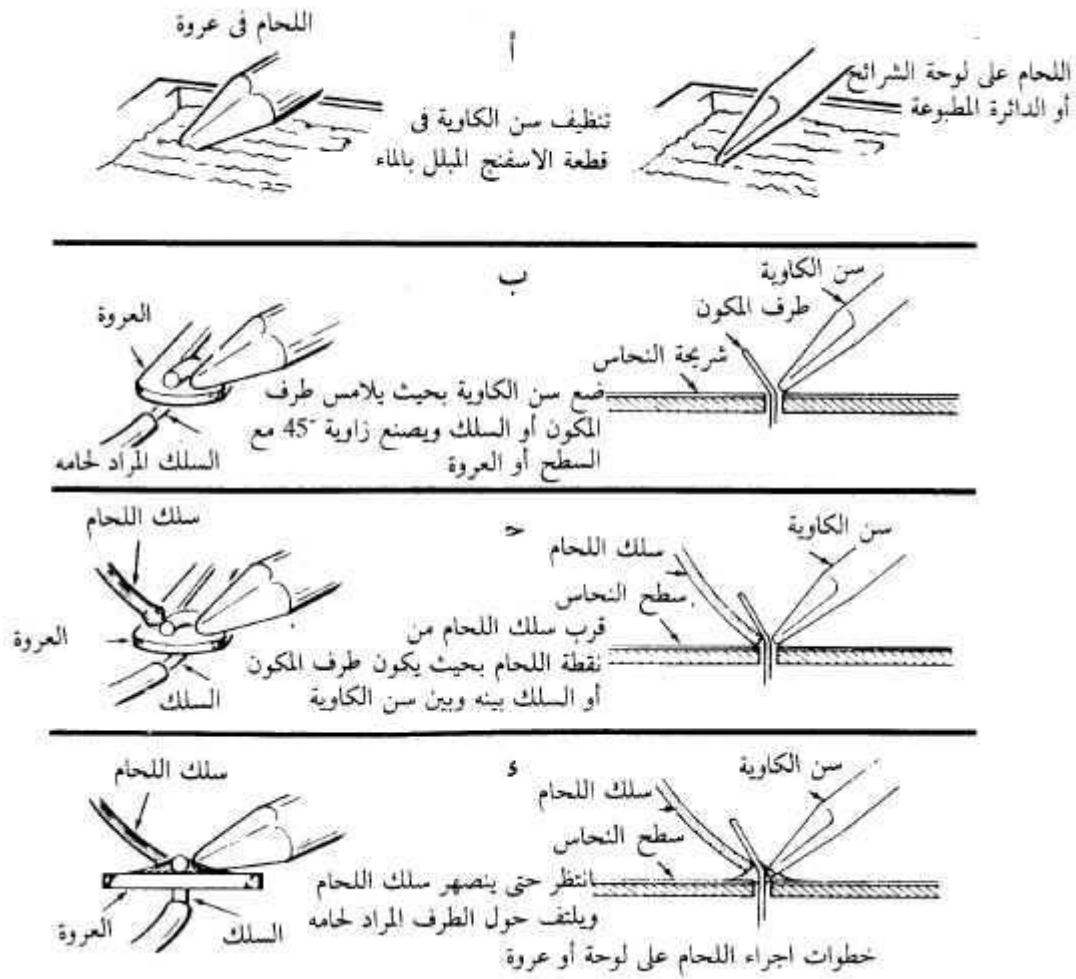 أ
اللحام على لوحة الشرائح
أو الدائرة المطبوعة
اللحام فى عروة
تنظيف سن الكاوية فى
قطعة الاسفنج المبلل بالماء
ب
سن الكاوية
طرف المكون
شريحة النحاس
العروة
السلك المراد لحامه
ضع سن الكاوية بحيث يلامس طرف
المكون أو السلك ويصنع زاوية 45° مع
السطح أو العروة
حـ
سن الكاوية
سلك اللحام
سطح النحاس
سلك اللحام
العروة
السلك
قرب سلك اللحام من
نقطة اللحام بحيث يكون طرف المكون
أو السلك بينه وبين سن الكاوية
د
سن الكاوية
سلك اللحام
سطح النحاس
سلك اللحام
العروة
السلك
انتظر حتى ينصهر سلك اللحام
ويلتف حول الطرف المراد لحامه
خطوات اجراء اللحام على لوحة أو عروة